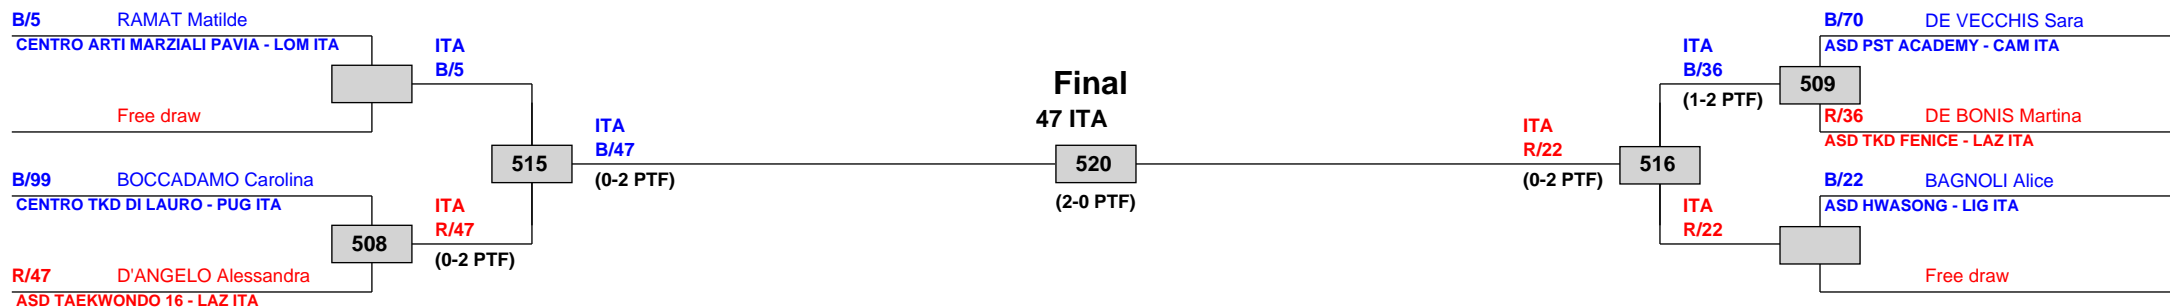 B/5 RAMAT Matilde
CENTRO ARTI MARZIALI PAVIA - LOM ITA
Free draw
ITA
B/5
B/99 BOCCADAMO Carolina
CENTRO TKD DI LAURO - PUG ITA
508
R/47 D'ANGELO Alessandra
ASD TAEKWONDO 16 - LAZ ITA
ITA
R/47
(0-2 PTF)
515
ITA
B/47
(0-2 PTF)
Final
47 ITA
520
(2-0 PTF)
ITA
R/22
(0-2 PTF)
516
ITA
B/36
(1-2 PTF)
509
ITA
R/22
B/70 DE VECCHIS Sara
ASD PST ACADEMY - CAM ITA
R/36 DE BONIS Martina
ASD TKD FENICE - LAZ ITA
B/22 BAGNOLI Alice
ASD HWASONG - LIG ITA
Free draw